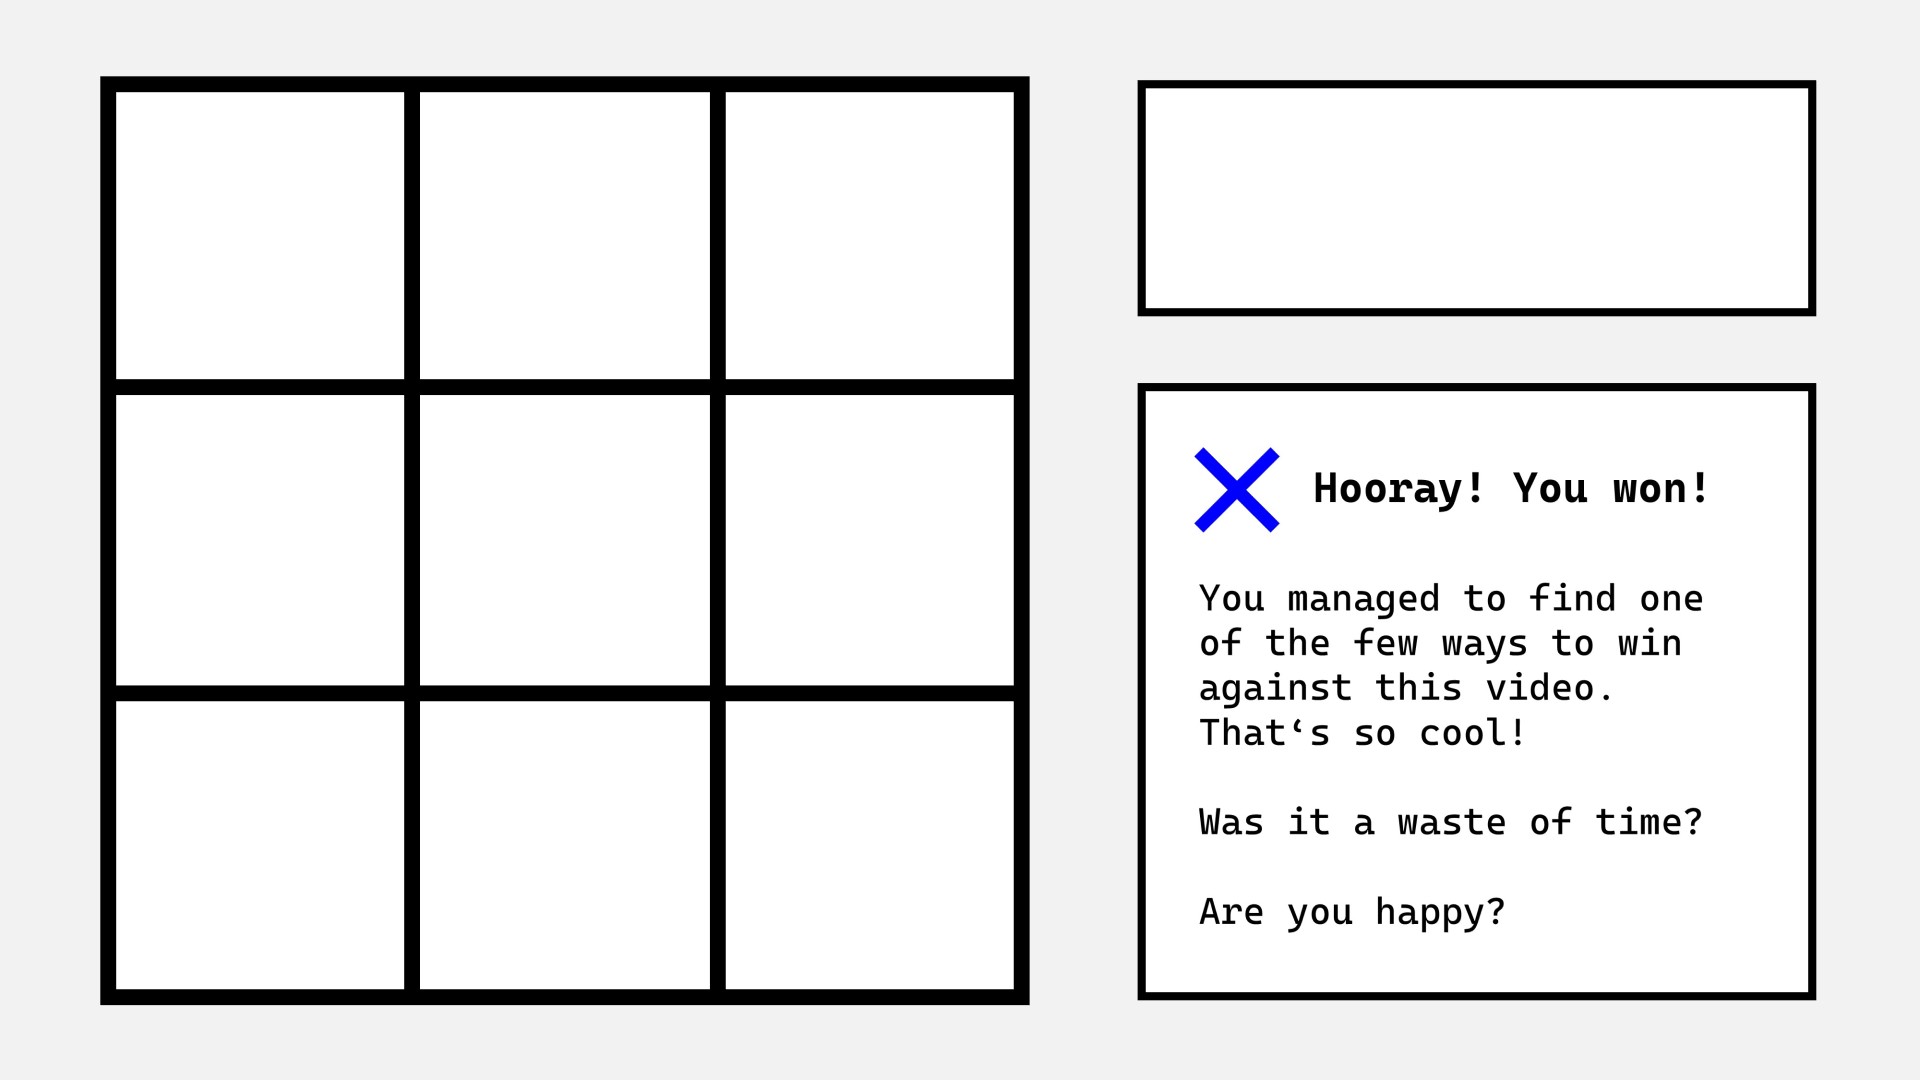 Hooray! You won!
You managed to find one
of the few ways to win
against this video.
That‘s so cool!
Was it a waste of time?
Are you happy?